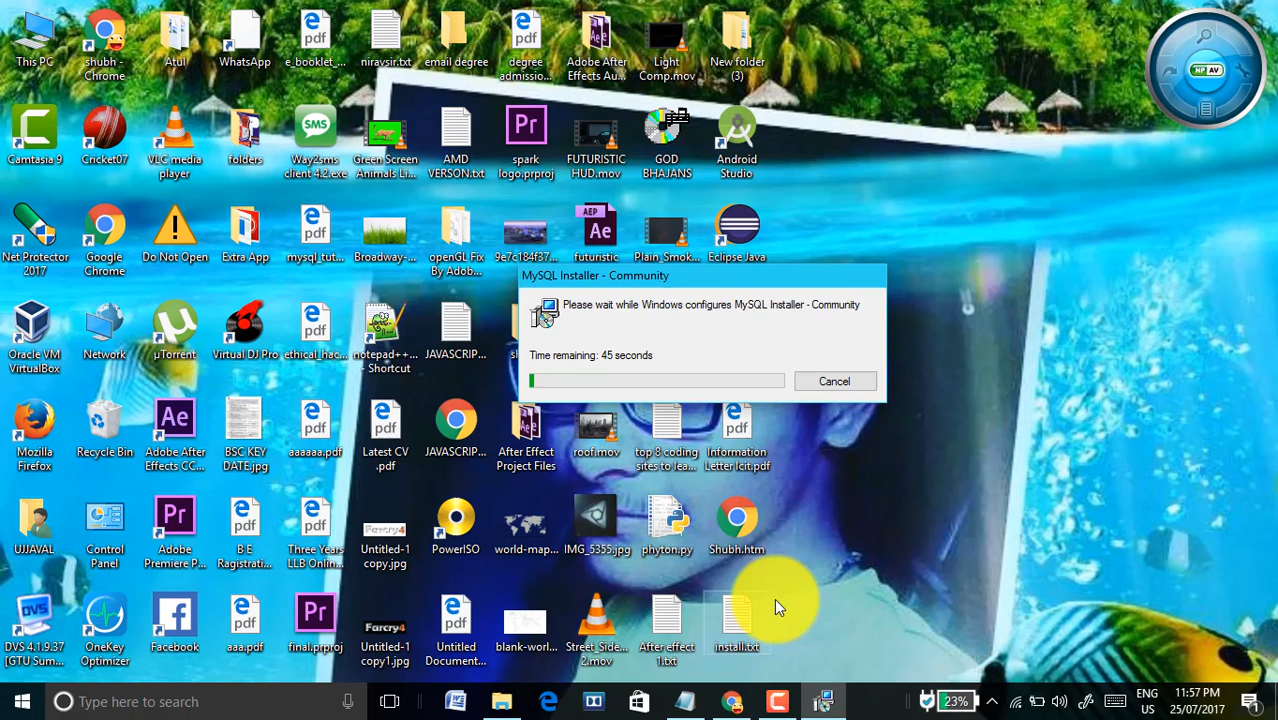 This PC
shubh -
Chrome
Atul
WhatsApp
e_booklet_...
niravsir.txt
email degree
degree
admissio...
Adobe After
Effects Au...
Light
Comp.mov
New folder
(3)
NP AV
Camtasia 9
Cricket07
VLC media
player
folders
SMS
Way2sms
client 4.2.exe
Green Screen
Animals Li...
AMD
VERSON.txt
spark
logo.prproj
FUTURISTIC
HUD.mov
GOD
BHAJANS
Android
Studio
Net Protector
2017
Google
Chrome
Do Not Open
Extra App
mysql_tut...
Broadway-...
openGL Fix
By Adob...
9e7c184f37...
AEP
futuristic
Plain_Smok...
Eclipse Java
MySQL Installer - Community
Please wait while Windows configures MySQL Installer - Community
Time remaining: 45 seconds
Cancel
Oracle VM
VirtualBox
Network
µTorrent
Virtual DJ Pro
ethical_hac...
notepad++...
- Shortcut
JAVASCRIP...
Mozilla
Firefox
Recycle Bin
Adobe After
Effects CC...
BSC KEY
DATE.jpg
aaaaaa.pdf
Latest CV
.pdf
JAVASCRIP...
After Effect
Project Files
roof.mov
top 8 coding
sites to lea...
Information
Letter Icit.pdf
UJJAVAL
Control
Panel
Adobe
Premiere P...
B E
Registrati...
Three Years
LLB Onlin...
Farcry4
Untitled-1
copy.jpg
PowerISO
world-map...
IMG_5355.jpg
phyton.py
Shubh.htm
DVS 4.1.9.37
[GTU Sum...
OneKey
Optimizer
Facebook
aaa.pdf
final.prproj
Farcry4
Untitled-1
copy1.jpg
Untitled
Document...
blank-worl...
Street_Side...
2.mov
After effect
1.txt
install.txt
Type here to search
23%
ENG
US
11:57 PM
25/07/2017
1